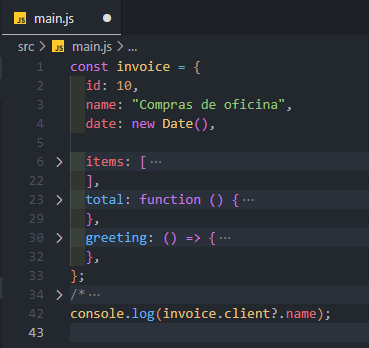 JS main.js
src > JS main.js > ...
1 const invoice = {
2 id: 10,
3 name: "Compras de oficina",
4 date: new Date(),
5
6 items: [ ...
22 ],
23 total: function () { ...
29 },
30 greeting: () => { ...
32 },
33 };
34 /* ...
42 console.log(invoice.client?.name);
43